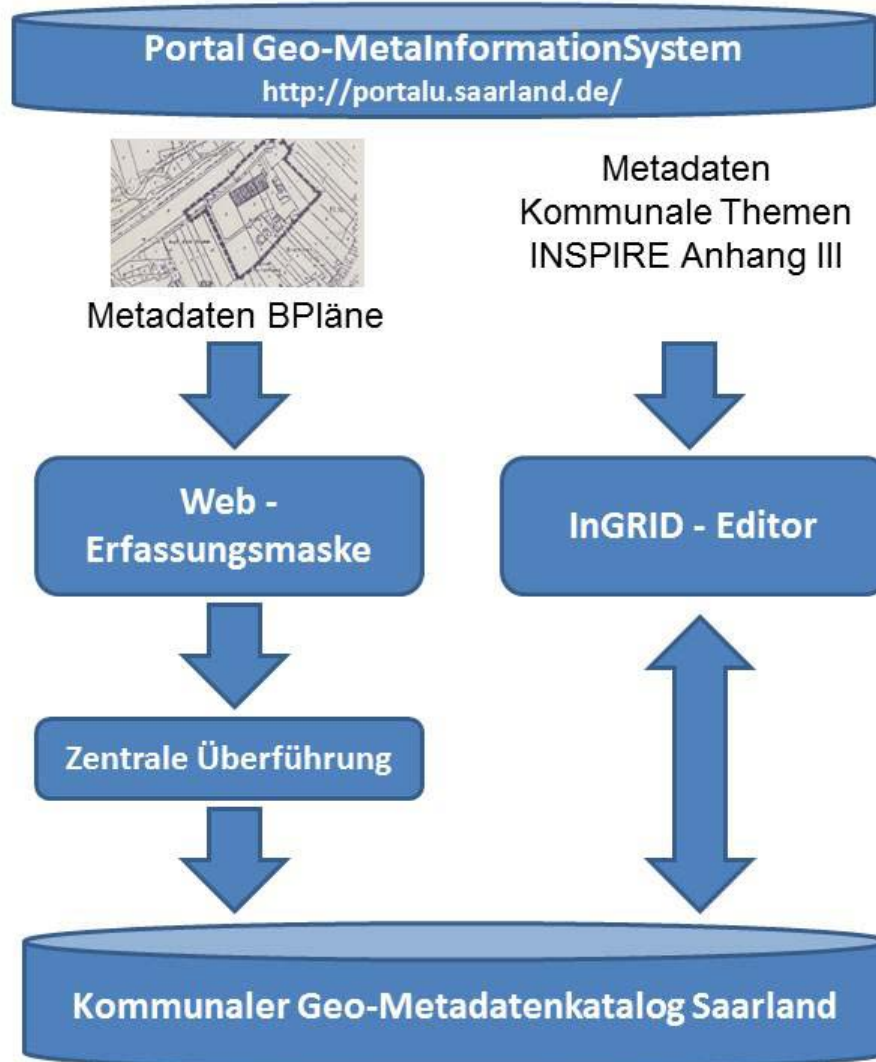 Portal Geo-MetaInformationSystem
http://portalu.saarland.de/
Metadaten BPläne
Metadaten
Kommunale Themen
INSPIRE Anhang III
Web -
Erfassungsmaske
InGRID - Editor
Zentrale Überführung
Kommunaler Geo-Metadatenkatalog Saarland